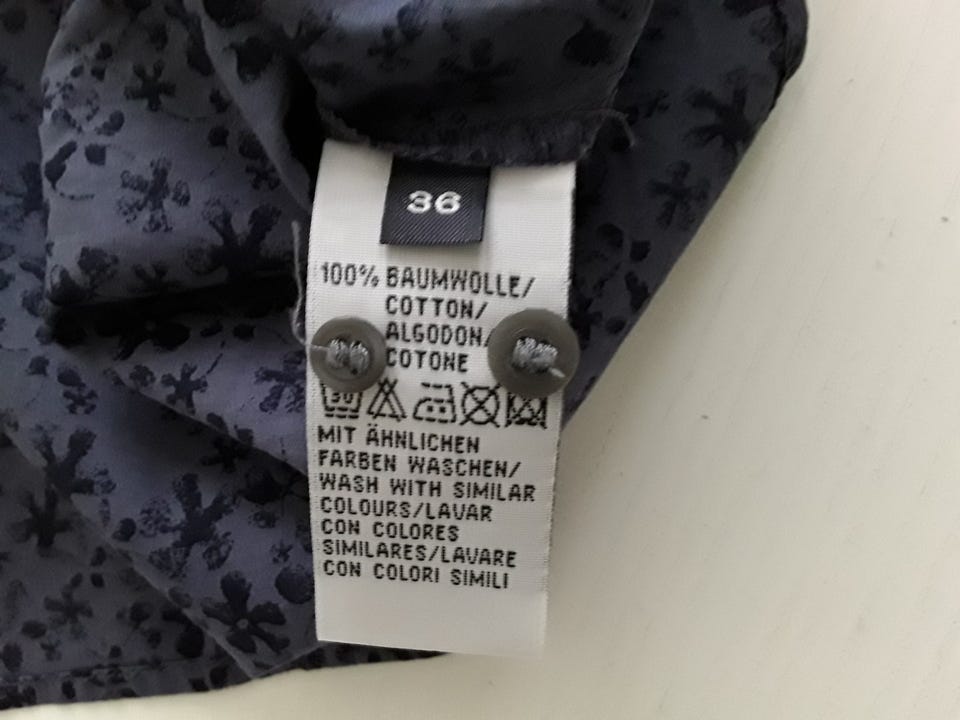 36
100% BAUMWOLLE/
COTTON/
ALGODON/
COTONE
30
MIT ÄHNLICHEN
FARBEN WASCHEN/
WASH WITH SIMILAR
COLOURS/LAVAR
CON COLORES
SIMILARES/LAVARE
CON COLORI SIMILI